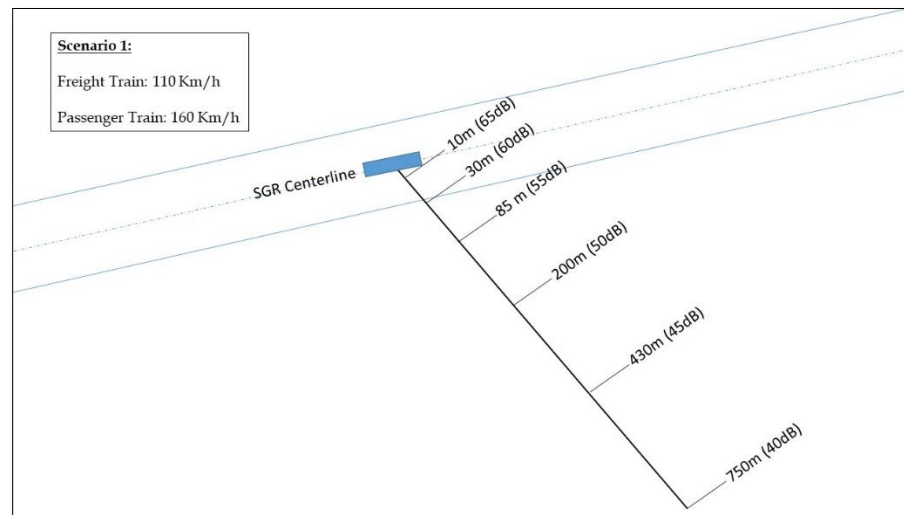 Scenario 1:
Freight Train: 110 Km/h
Passenger Train: 160 Km/h
SGR Centerline
10m (65dB)
30m (60dB)
85 m (55dB)
200m (50dB)
430m (45dB)
750m (40dB)